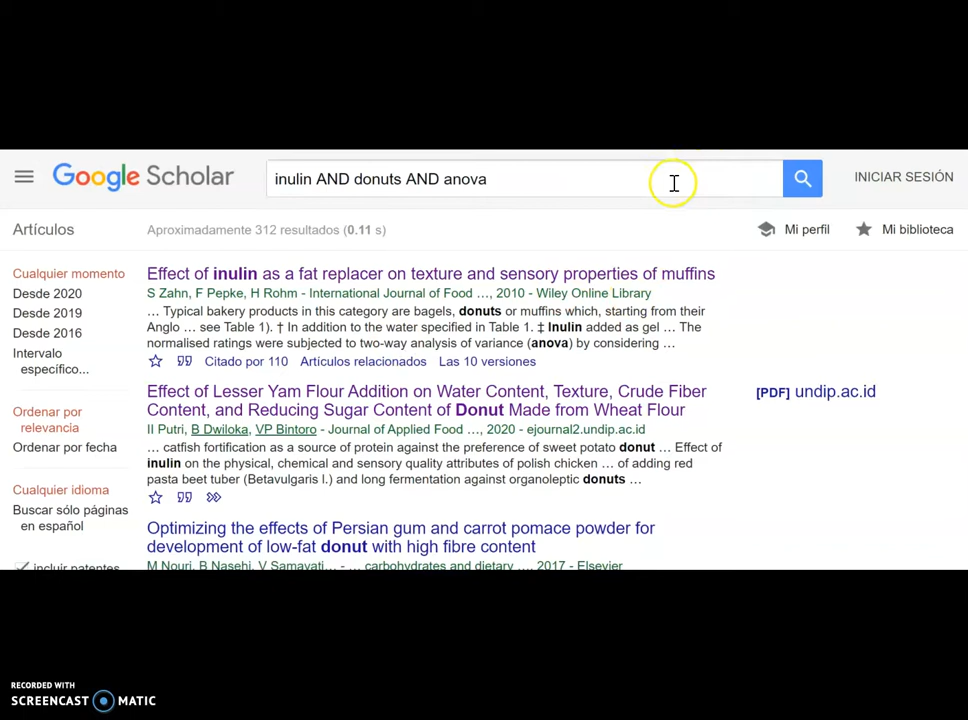 Google Scholar
inulin AND donuts AND anova
INICIAR SESIÓN
Artículos
Aproximadamente 312 resultados (0.11 s)
Mi perfil
Mi biblioteca
Cualquier momento
Desde 2020
Desde 2019
Desde 2016
Intervalo
específico...
Ordenar por
relevancia
Ordenar por fecha
Cualquier idioma
Buscar sólo páginas
en español
incluir patentes
Effect of inulin as a fat replacer on texture and sensory properties of muffins
S Zahn, F Pepke, H Rohm - International Journal of Food ..., 2010 - Wiley Online Library
... Typical bakery products in this category are bagels, donuts or muffins which, starting from their
Anglo ... see Table 1). † In addition to the water specified in Table 1. ‡ Inulin added as gel ... The
normalised ratings were subjected to two-way analysis of variance (anova) by considering ...
Citado por 110 Artículos relacionados Las 10 versiones
Effect of Lesser Yam Flour Addition on Water Content, Texture, Crude Fiber
Content, and Reducing Sugar Content of Donut Made from Wheat Flour
[PDF] undip.ac.id
II Putri, B Dwiloka, VP Bintoro - Journal of Applied Food ..., 2020 - ejournal2.undip.ac.id
... catfish fortification as a source of protein against the preference of sweet potato donut ... Effect of
inulin on the physical, chemical and sensory quality attributes of polish chicken ... of adding red
pasta beet tuber (Betavulgaris l.) and long fermentation against organoleptic donuts ...
Optimizing the effects of Persian gum and carrot pomace powder for
development of low-fat donut with high fibre content
M Nouri, B Nasehi, V Samavati... - ... carbohydrates and dietary ..., 2017 - Elsevier
RECORDED WITH
SCREENCAST MATIC